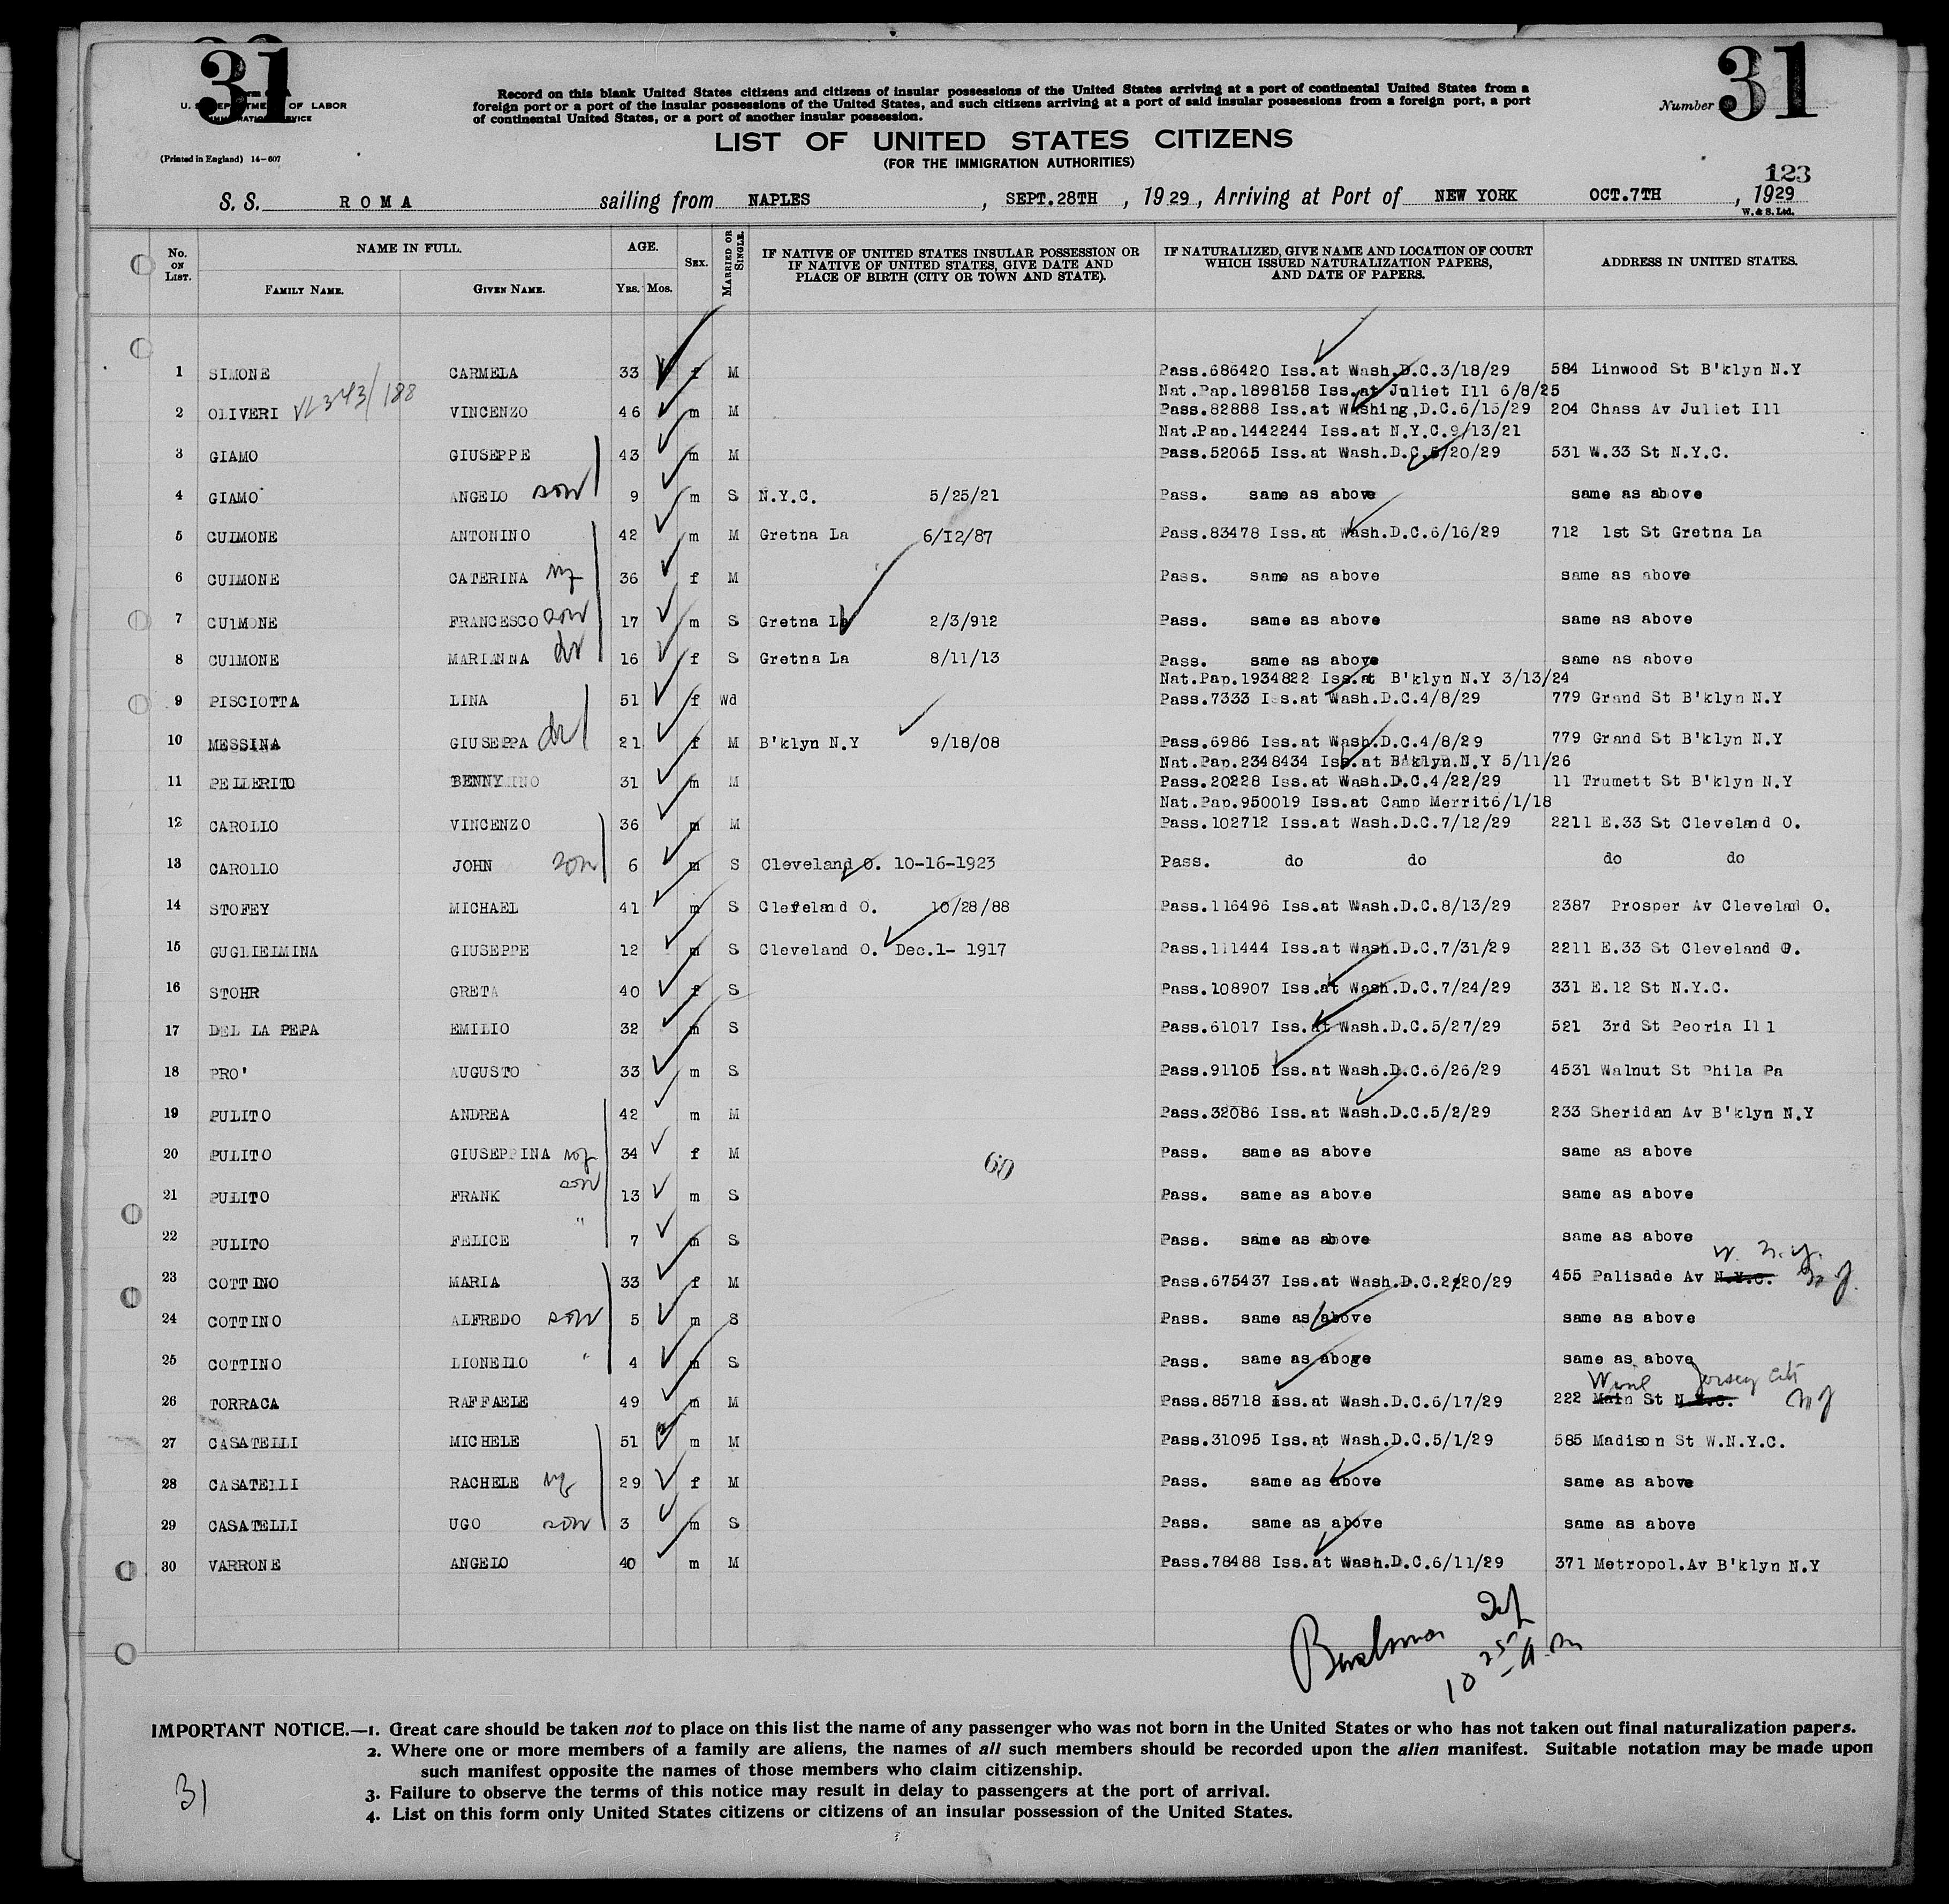 31
31
U. S. DEPARTMENT OF LABOR
IMMIGRATION SERVICE
(Printed in England) 14-607
Record on this blank United States citizens and citizens of insular possessions of the United States arriving at a port of continental United States from a
foreign port or a port of the insular possessions of the United States, and such citizens arriving at a port of said insular possessions from a foreign port, a port
of continental United States, or a port of another insular possession.
Number
LIST OF UNITED STATES CITIZENS
(FOR THE IMMIGRATION AUTHORITIES)
123
S. S. ROMA sailing from NAPLES, SEPT.28TH, 1929, Arriving at Port of NEW YORK OCT.7TH, 1929
W. & S. Ltd.
No. ON LIST. NAME IN FULL. FAMILY NAME. GIVEN NAME. AGE. YRS. MOS. SEX. MARRIED OR SINGLE. IF NATIVE OF UNITED STATES INSULAR POSSESSION OR IF NATIVE OF UNITED STATES, GIVE DATE AND PLACE OF BIRTH (CITY OR TOWN AND STATE). IF NATURALIZED, GIVE NAME AND LOCATION OF COURT WHICH ISSUED NATURALIZATION PAPERS, AND DATE OF PAPERS. ADDRESS IN UNITED STATES.
1 SIMONE CARMELA 33 f M Pass.686420 Iss.at Wash.D.C.3/18/29 584 Linwood St B'klyn N.Y
Nat.Pap.1898158 Iss.at Juliet Ill 6/8/25
2 OLIVERI VL343/188 VINCENZO 46 m M Pass.82888 Iss.at Washing,D.C.6/15/29 204 Chass Av Juliet Ill
Nat.Pap.1442244 Iss.at N.Y.C.9/13/21
3 GIAMO GIUSEPPE 43 m M Pass.52065 Iss.at Wash.D.C.5/20/29 531 W.33 St N.Y.C.
4 GIAMO ANGELO son 9 m S N.Y.C. 5/25/21 Pass. same as above same as above
5 CUIMONE ANTONINO 42 m M Gretna La 6/I2/87 Pass.83478 Iss.at Wash.D.C.6/16/29 712 1st St Gretna La
6 CUIMONE CATERINA 36 f M Pass. same as above same as above
7 CUIMONE FRANCESCO son 17 m S Gretna La 2/3/912 Pass. same as above same as above
8 CUIMONE MARIANNA dr 16 f S Gretna La 8/11/13 Pass. same as above same as above
Nat.Pap.1934822 Iss.at B'klyn N.Y 3/13/24
9 PISCIOTTA LINA 51 f Wd Pass.7333 Iss.at Wash.D.C.4/8/29 779 Grand St B'klyn N.Y
10 MESSINA GIUSEPPA dr 21 f M B'klyn N.Y 9/18/08 Pass.6986 Iss.at Wash.D.C.4/8/29 779 Grand St B'klyn N.Y
Nat.Pap.2348434 Iss.at B'klyn.N.Y 5/11/26
11 PELLERITO BENNY 31 m M Pass.20228 Iss.at Wash.D.C.4/22/29 11 Trumett St B'klyn N.Y
Nat.Pap.950019 Iss.at Camp Merrit6/1/18
12 CAROLLO VINCENZO 36 m M Pass.102712 Iss.at Wash.D.C.7/12/29 2211 E.33 St Cleveland O.
13 CAROLLO JOHN son 6 m S Cleveland O. 10-16-1923 Pass. do do do do
14 STOFEY MICHAEL 41 m S Cleveland O. 10/28/88 Pass.116496 Iss.at Wash.D.C.8/13/29 2387 Prosper Av Cleveland O.
15 GUGLIELMINA GIUSEPPE 12 m S Cleveland O. Dec.1- 1917 Pass.111444 Iss.at Wash.D.C.7/31/29 2211 E.33 St Cleveland O.
16 STOHR GRETA 40 f S Pass.108907 Iss.at Wash.D.C.7/24/29 331 E.12 St N.Y.C.
17 DEL LA PEPA EMILIO 32 m S Pass.61017 Iss.at Wash.D.C.5/27/29 521 3rd St Peoria Ill
18 PRO' AUGUSTO 33 m S Pass.91105 Iss.at Wash.D.C.6/26/29 4531 Walnut St Phila Pa
19 PULITO ANDREA 42 m M Pass.32086 Iss.at Wash.D.C.5/2/29 233 Sheridan Av B'klyn N.Y
20 PULITO GIUSEPPINA 34 f M Pass. same as above same as above
60
21 PULITO FRANK son 13 m S Pass. same as above same as above
22 PULITO FELICE " 7 m S Pass. same as above same as above
W. N.Y.
23 COTTINO MARIA 33 f M Pass.675437 Iss.at Wash.D.C.2/20/29 455 Palisade Av N.Y.C. N J.
24 COTTINO ALFREDO son 5 m S Pass. same as above same as above
25 COTTINO LIONELLO " 4 m S Pass. same as aboge same as above
Jersey City
26 TORRACA RAFFAELE 49 m M Pass.85718 Iss.at Wash.D.C.6/17/29 222 Main St N.Y.C. N J
27 CASATELLI MICHELE 51 m M Pass.31095 Iss.at Wash.D.C.5/1/29 585 Madison St W.N.Y.C.
28 CASATELLI RACHELE 29 f M Pass. same as above same as above
29 CASATELLI UGO son 3 m S Pass. same as above same as above
30 VARRONE ANGELO 40 m M Pass.78488 Iss.at Wash.D.C.6/11/29 371 Metropol.Av B'klyn N.Y
10 25 A.M
IMPORTANT NOTICE.—1. Great care should be taken not to place on this list the name of any passenger who was not born in the United States or who has not taken out final naturalization papers.
2. Where one or more members of a family are aliens, the names of all such members should be recorded upon the alien manifest. Suitable notation may be made upon
such manifest opposite the names of those members who claim citizenship.
3. Failure to observe the terms of this notice may result in delay to passengers at the port of arrival.
4. List on this form only United States citizens or citizens of an insular possession of the United States.
31